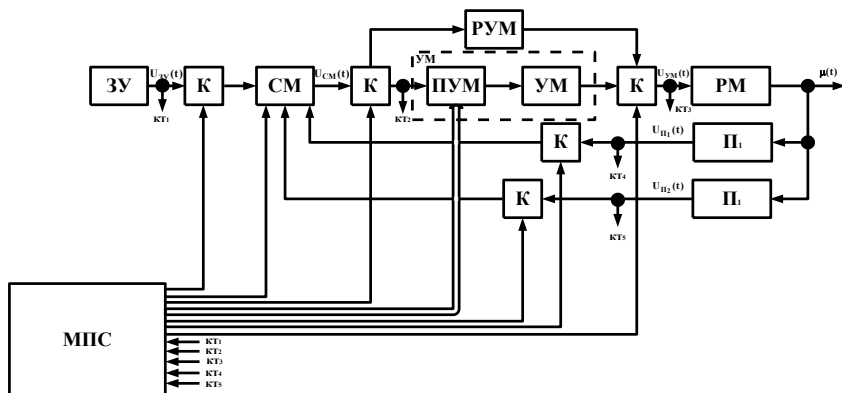 РУМ
УМ
ЗУ
U_ЗУ(t)
К
СМ
U_СМ(t)
К
ПУМ
УМ
К
U_УМ(t)
РМ
μ(t)
КТ₁
КТ₂
КТ₃
К
U_П₁(t)
П₁
КТ₄
К
U_П₂(t)
П₁
КТ₅
МПС
КТ₁
КТ₂
КТ₃
КТ₄
КТ₅